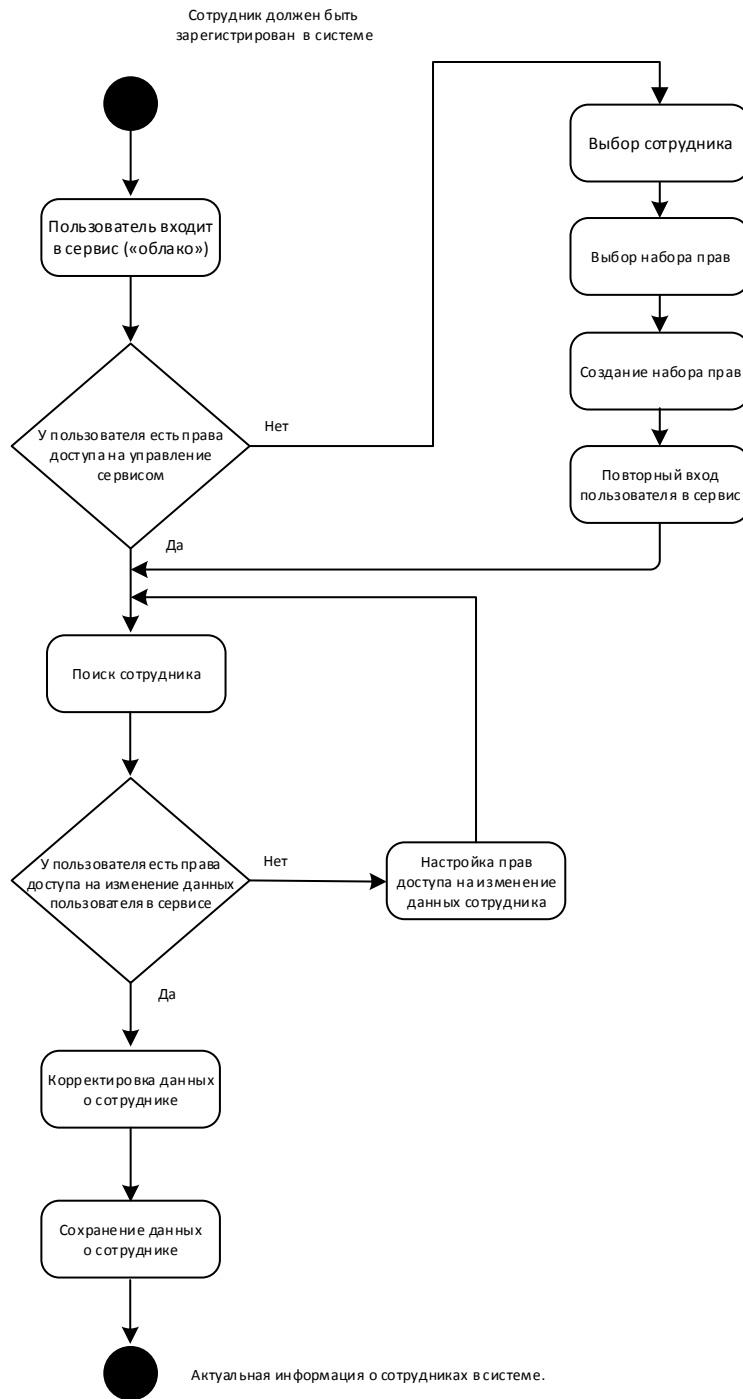 Сотрудник должен быть
зарегистрирован в системе
Пользователь входит
в сервис («облако»)
У пользователя есть права
доступа на управление
сервисом
Нет
Да
Выбор сотрудника
Выбор набора прав
Создание набора прав
Повторный вход
пользователя в сервис
Поиск сотрудника
У пользователя есть права
доступа на изменение данных
пользователя в сервисе
Нет
Да
Настройка прав
доступа на изменение
данных сотрудника
Корректировка данных
о сотруднике
Сохранение данных
о сотруднике
Актуальная информация о сотрудниках в системе.